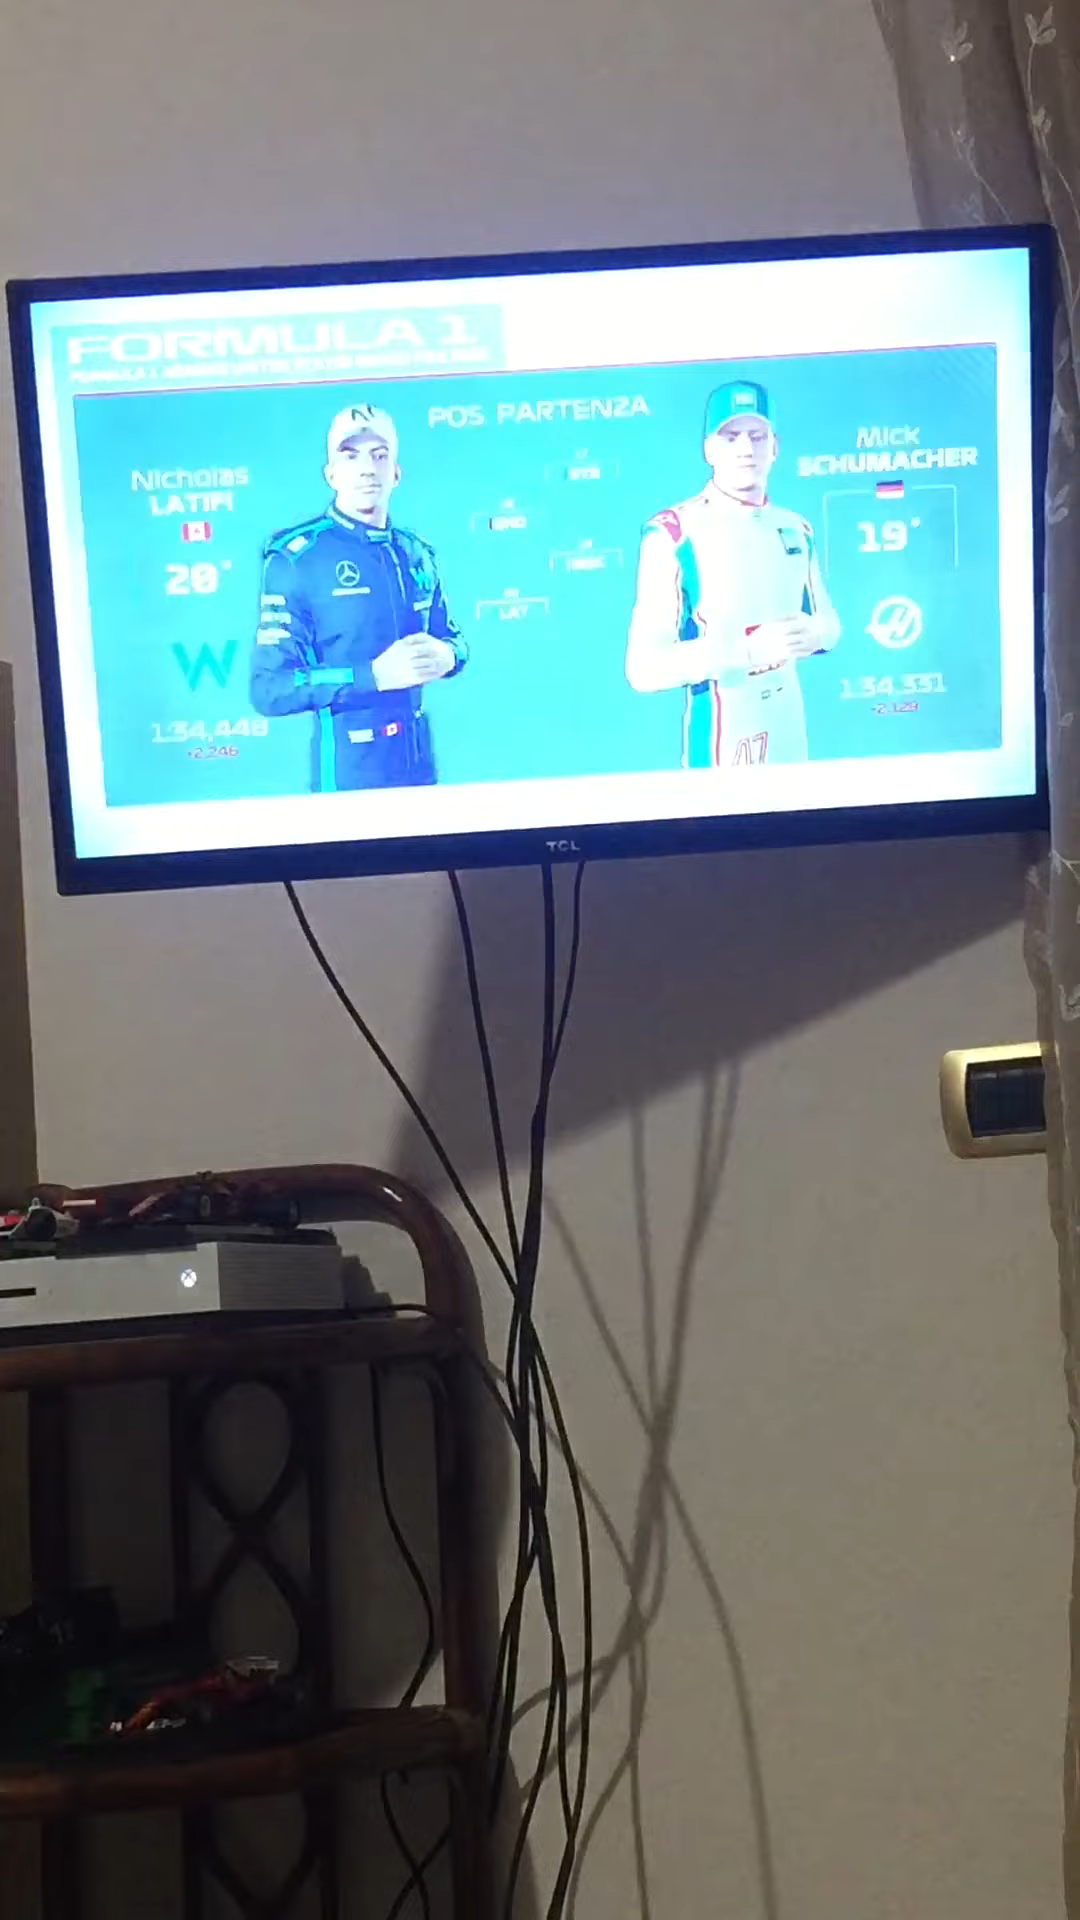 FORMULA 1
POS PARTENZA
Nicholas
LATIFI
20°
W
1:34,448
+2.246
LAT
Mick
SCHUMACHER
19°
1:34.331
+2.129
47
TCL